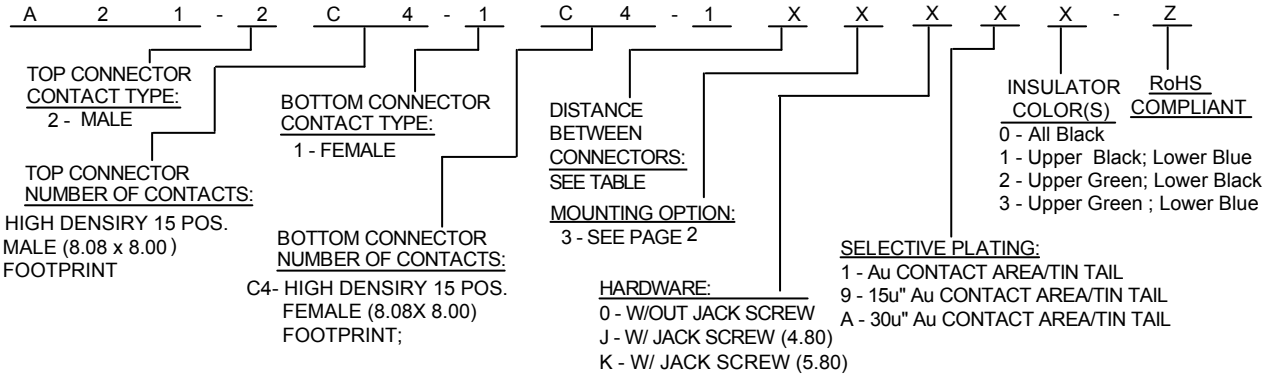 A 2 1 - 2 C 4 - 1 C 4 - 1 X X X X X - Z
TOP CONNECTOR
CONTACT TYPE:
2 - MALE
TOP CONNECTOR
NUMBER OF CONTACTS:
HIGH DENSIRY 15 POS.
MALE (8.08 x 8.00)
FOOTPRINT
BOTTOM CONNECTOR
CONTACT TYPE:
1 - FEMALE
BOTTOM CONNECTOR
NUMBER OF CONTACTS:
C4- HIGH DENSIRY 15 POS.
FEMALE (8.08X 8.00)
FOOTPRINT;
DISTANCE
BETWEEN
CONNECTORS:
SEE TABLE
MOUNTING OPTION:
3 - SEE PAGE 2
HARDWARE:
0 - W/OUT JACK SCREW
J - W/ JACK SCREW (4.80)
K - W/ JACK SCREW (5.80)
SELECTIVE PLATING:
1 - Au CONTACT AREA/TIN TAIL
9 - 15u" Au CONTACT AREA/TIN TAIL
A - 30u" Au CONTACT AREA/TIN TAIL
INSULATOR
COLOR(S)
0 - All Black
1 - Upper Black; Lower Blue
2 - Upper Green; Lower Black
3 - Upper Green ; Lower Blue
RoHS
COMPLIANT